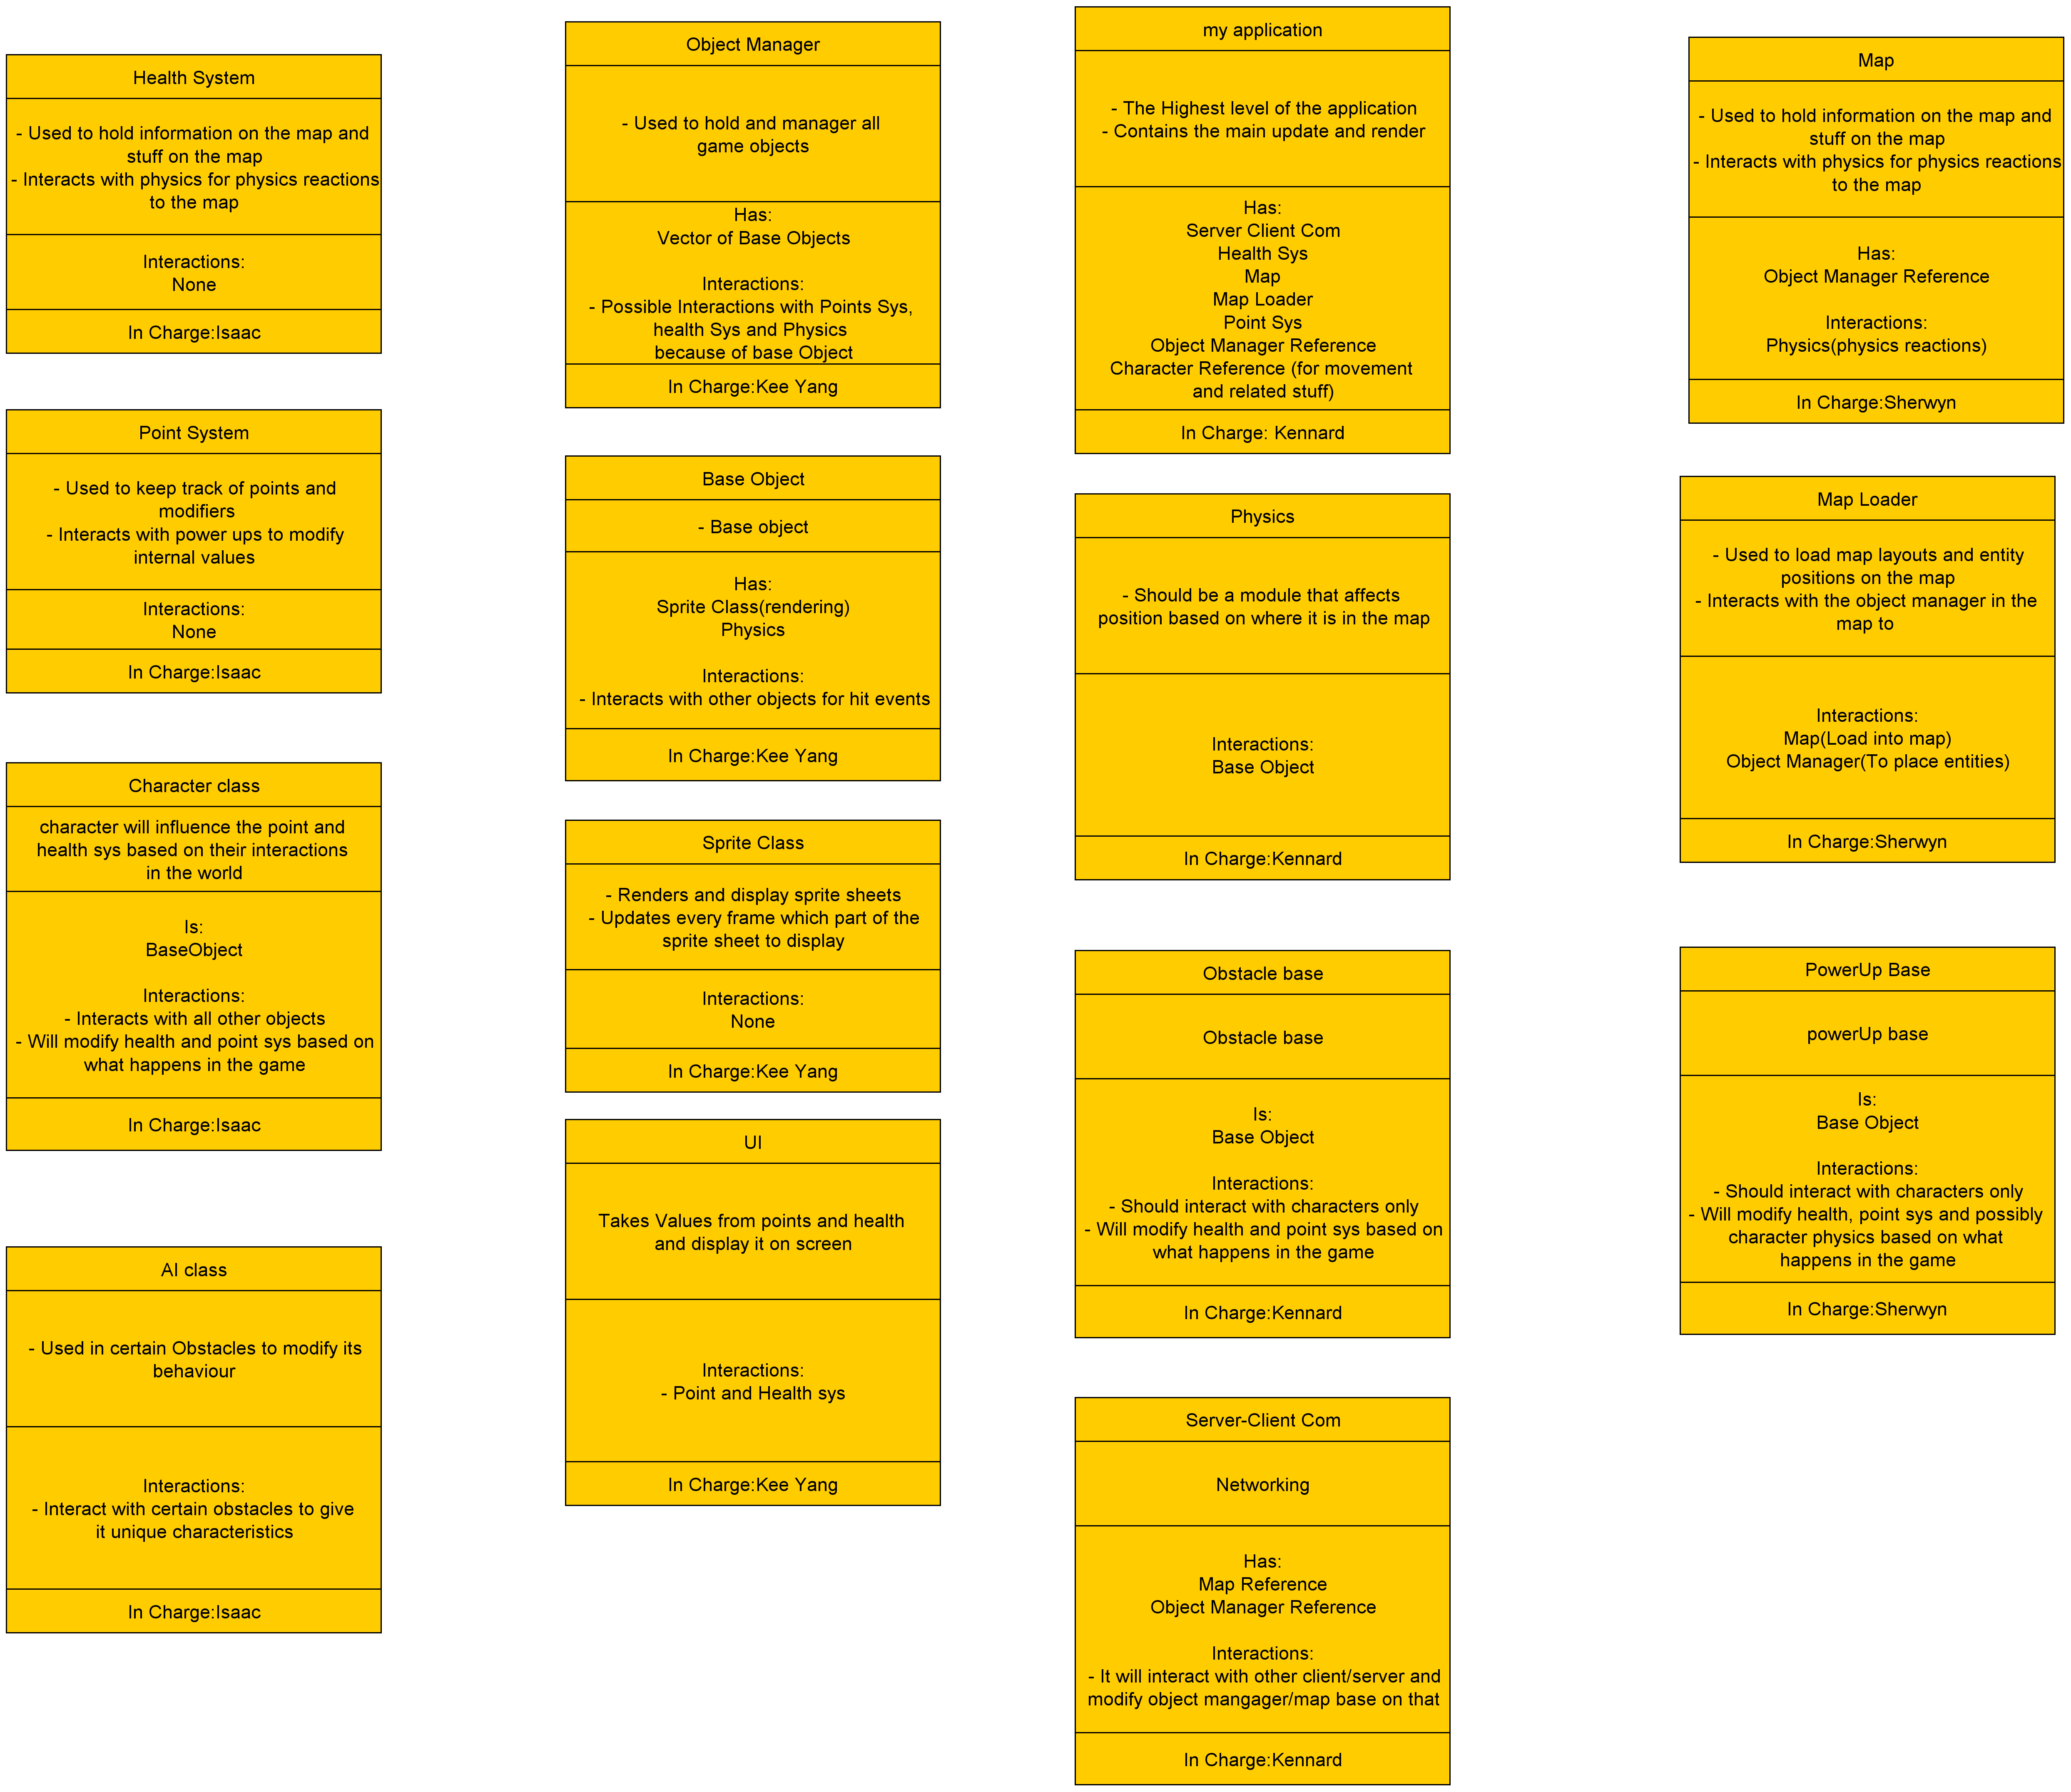 Health System
- Used to hold information on the map and
stuff on the map
- Interacts with physics for physics reactions
to the map
Interactions:
None
In Charge:Isaac
Point System
- Used to keep track of points and
modifiers
- Interacts with power ups to modify
internal values
Interactions:
None
In Charge:Isaac
Character class
character will influence the point and
health sys based on their interactions
in the world
Is:
BaseObject
Interactions:
- Interacts with all other objects
- Will modify health and point sys based on
what happens in the game
In Charge:Isaac
AI class
- Used in certain Obstacles to modify its
behaviour
Interactions:
- Interact with certain obstacles to give
it unique characteristics
In Charge:Isaac
Object Manager
- Used to hold and manager all
game objects
Has:
Vector of Base Objects
Interactions:
- Possible Interactions with Points Sys,
health Sys and Physics
because of base Object
In Charge:Kee Yang
Base Object
- Base object
Has:
Sprite Class(rendering)
Physics
Interactions:
- Interacts with other objects for hit events
In Charge:Kee Yang
Sprite Class
- Renders and display sprite sheets
- Updates every frame which part of the
sprite sheet to display
Interactions:
None
In Charge:Kee Yang
UI
Takes Values from points and health
and display it on screen
Interactions:
- Point and Health sys
In Charge:Kee Yang
my application
- The Highest level of the application
- Contains the main update and render
Has:
Server Client Com
Health Sys
Map
Map Loader
Point Sys
Object Manager Reference
Character Reference (for movement
and related stuff)
In Charge: Kennard
Physics
- Should be a module that affects
position based on where it is in the map
Interactions:
Base Object
In Charge:Kennard
Obstacle base
Obstacle base
Is:
Base Object
Interactions:
- Should interact with characters only
- Will modify health and point sys based on
what happens in the game
In Charge:Kennard
Server-Client Com
Networking
Has:
Map Reference
Object Manager Reference
Interactions:
- It will interact with other client/server and
modify object mangager/map base on that
In Charge:Kennard
Map
- Used to hold information on the map and
stuff on the map
- Interacts with physics for physics reactions
to the map
Has:
Object Manager Reference
Interactions:
Physics(physics reactions)
In Charge:Sherwyn
Map Loader
- Used to load map layouts and entity
positions on the map
- Interacts with the object manager in the
map to
Interactions:
Map(Load into map)
Object Manager(To place entities)
In Charge:Sherwyn
PowerUp Base
powerUp base
Is:
Base Object
Interactions:
- Should interact with characters only
- Will modify health, point sys and possibly
character physics based on what
happens in the game
In Charge:Sherwyn